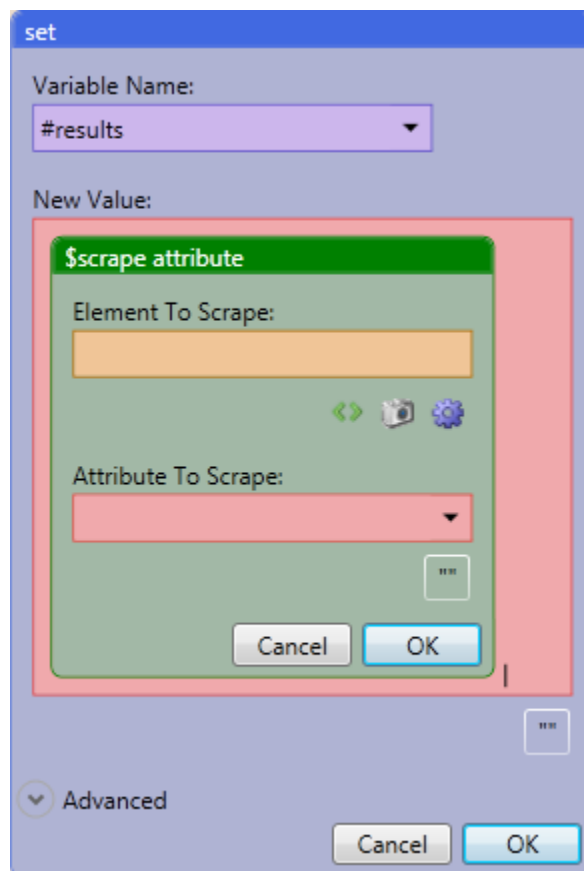 set
Variable Name:
#results
New Value:
$scrape attribute
Element To Scrape:
<>
Attribute To Scrape:
""
Cancel OK
""
Advanced
Cancel OK